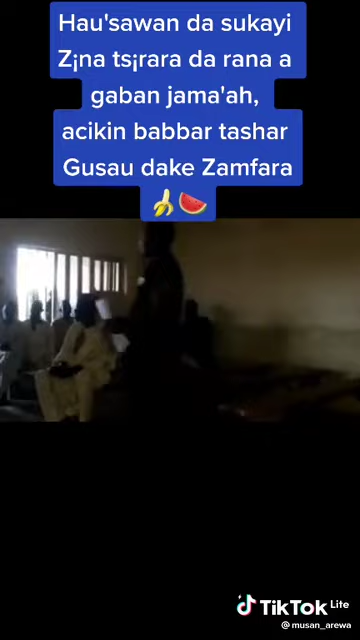 Hau'sawan da sukayi
Z¡na ts¡rara da rana a
gaban jama'ah,
acikin babbar tashar
Gusau dake Zamfara
🍌🍉
TikTok Lite
@musan_arewa